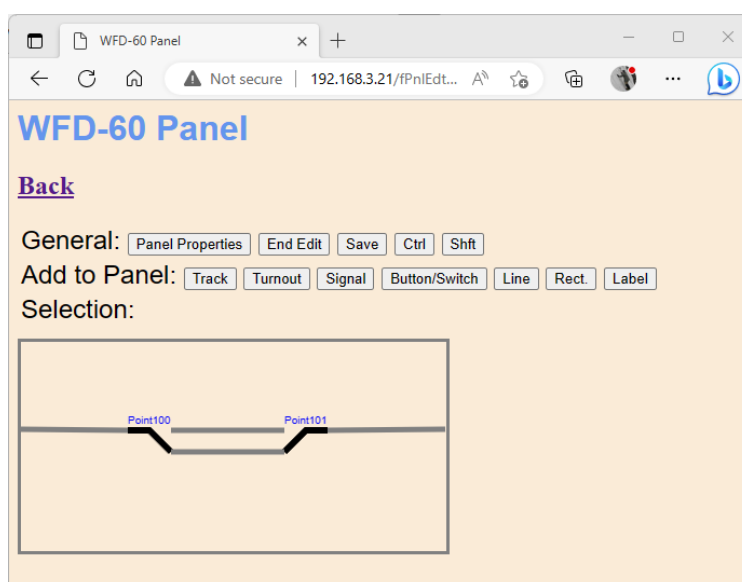 WFD-60 Panel
Not secure | 192.168.3.21/fPnlEdt...
WFD-60 Panel
Back
General: Panel Properties End Edit Save Ctrl Shft
Add to Panel: Track Turnout Signal Button/Switch Line Rect. Label
Selection:
Point100 Point101